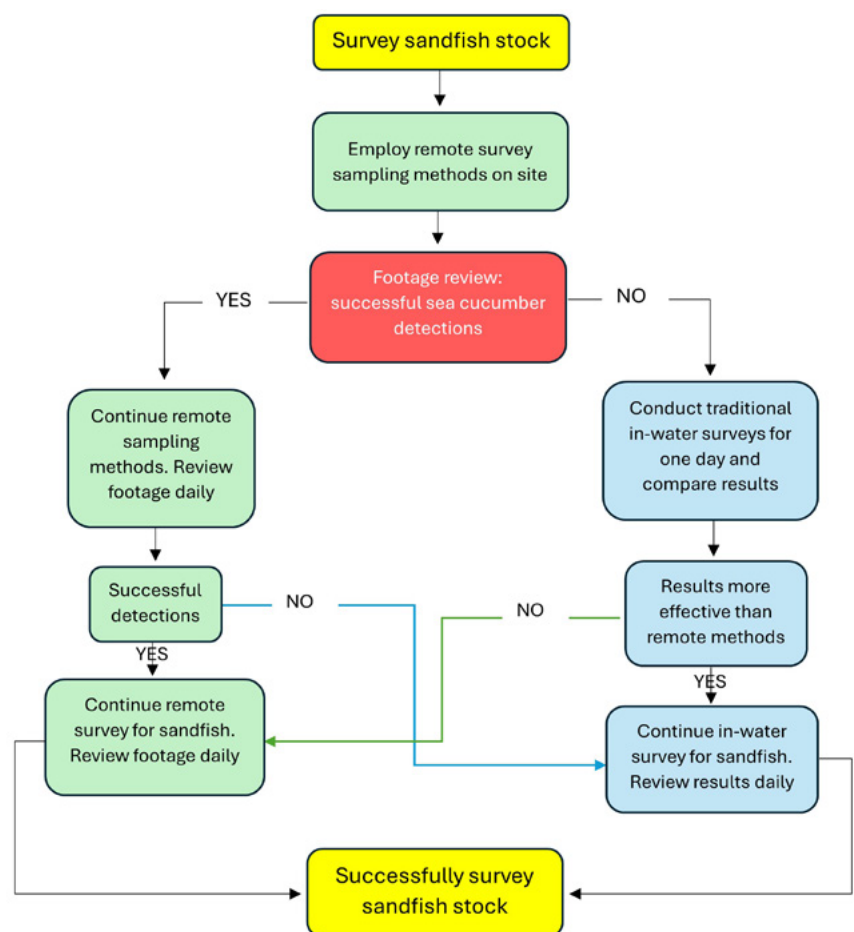 Survey sandfish stock
Employ remote survey
sampling methods on site
Footage review:
successful sea cucumber
detections
YES
NO
Continue remote
sampling
methods. Review
footage daily
Conduct traditional
in-water surveys for
one day and
compare results
Successful
detections
NO
NO
Results more
effective than
remote methods
YES
YES
Continue remote
survey for sandfish.
Review footage daily
Continue in-water
survey for sandfish.
Review results daily
Successfully survey
sandfish stock